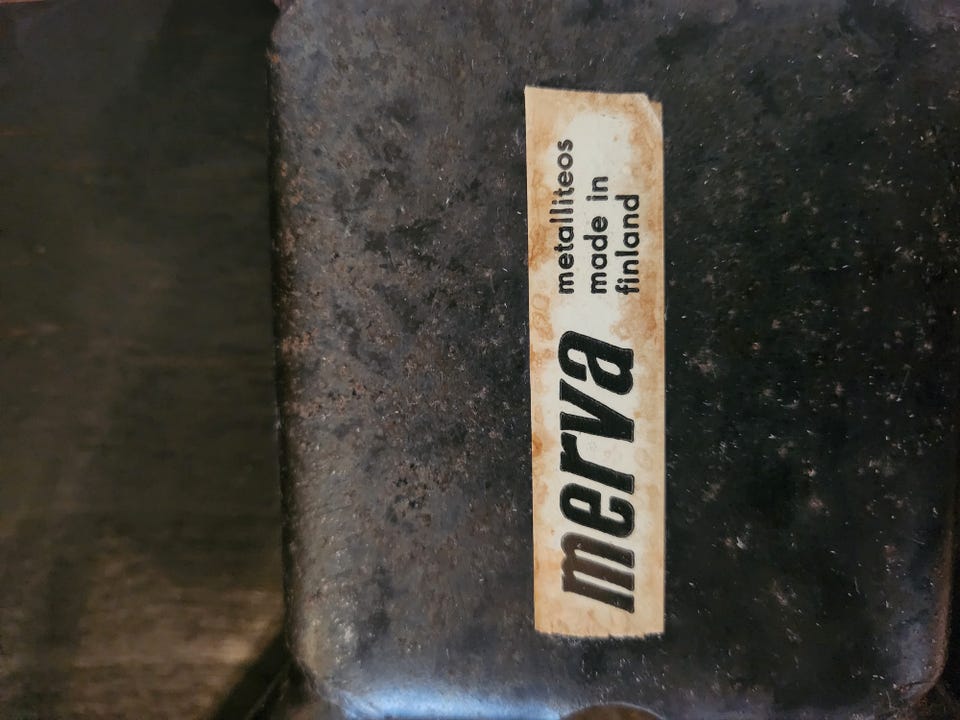 merva
metalliteos
made in
finland